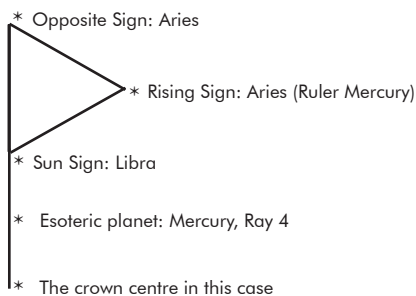 * Opposite Sign: Aries
* Rising Sign: Aries (Ruler Mercury)
* Sun Sign: Libra
* Esoteric planet: Mercury, Ray 4
* The crown centre in this case